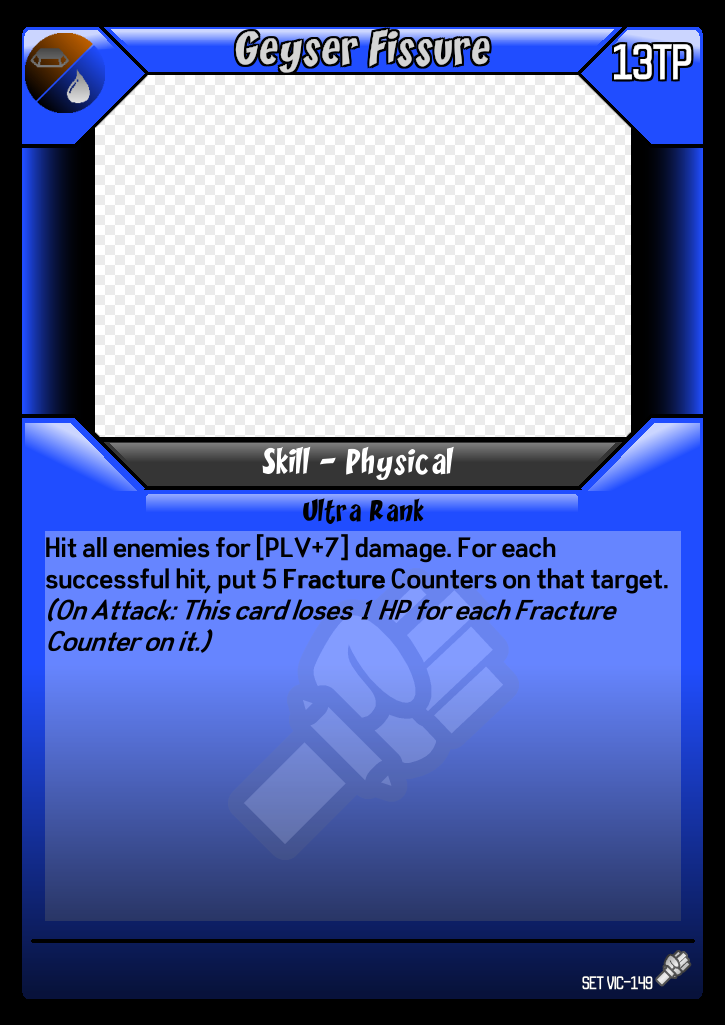 Geyser Fissure
13TP
Skill - Physical
Ultra Rank
Hit all enemies for [PLV+7] damage. For each
successful hit, put 5 Fracture Counters on that target.
(On Attack: This card loses 1 HP for each Fracture
Counter on it.)
SET VIC-149